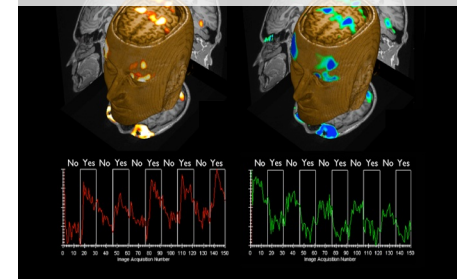 No Yes No Yes No Yes No Yes No Yes
No Yes No Yes No Yes No Yes No Yes
0 10 20 30 40 50 60 70 80 90 100 110 120 130 140 150
0 10 20 30 40 50 60 70 80 90 100 110 120 130 140 150
Image Acquisition Number
Image Acquisition Number